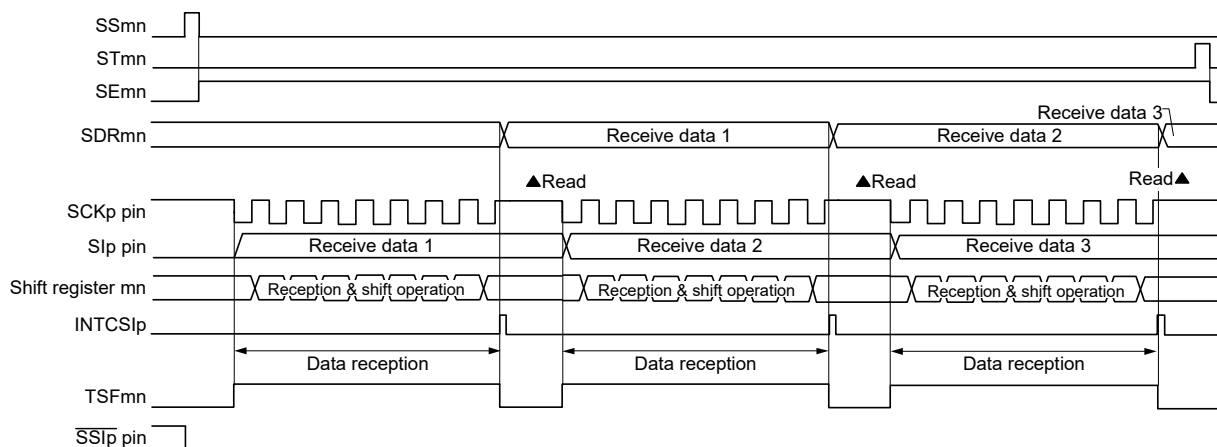 SSmn
STmn
SEmn
Receive data 3
SDRmn Receive data 1 Receive data 2
▲Read ▲Read Read▲
SCKp pin
SIp pin Receive data 1 Receive data 2 Receive data 3
Shift register mn Reception & shift operation Reception & shift operation Reception & shift operation
INTCSIp
Data reception Data reception Data reception
TSFmn
SSIp pin